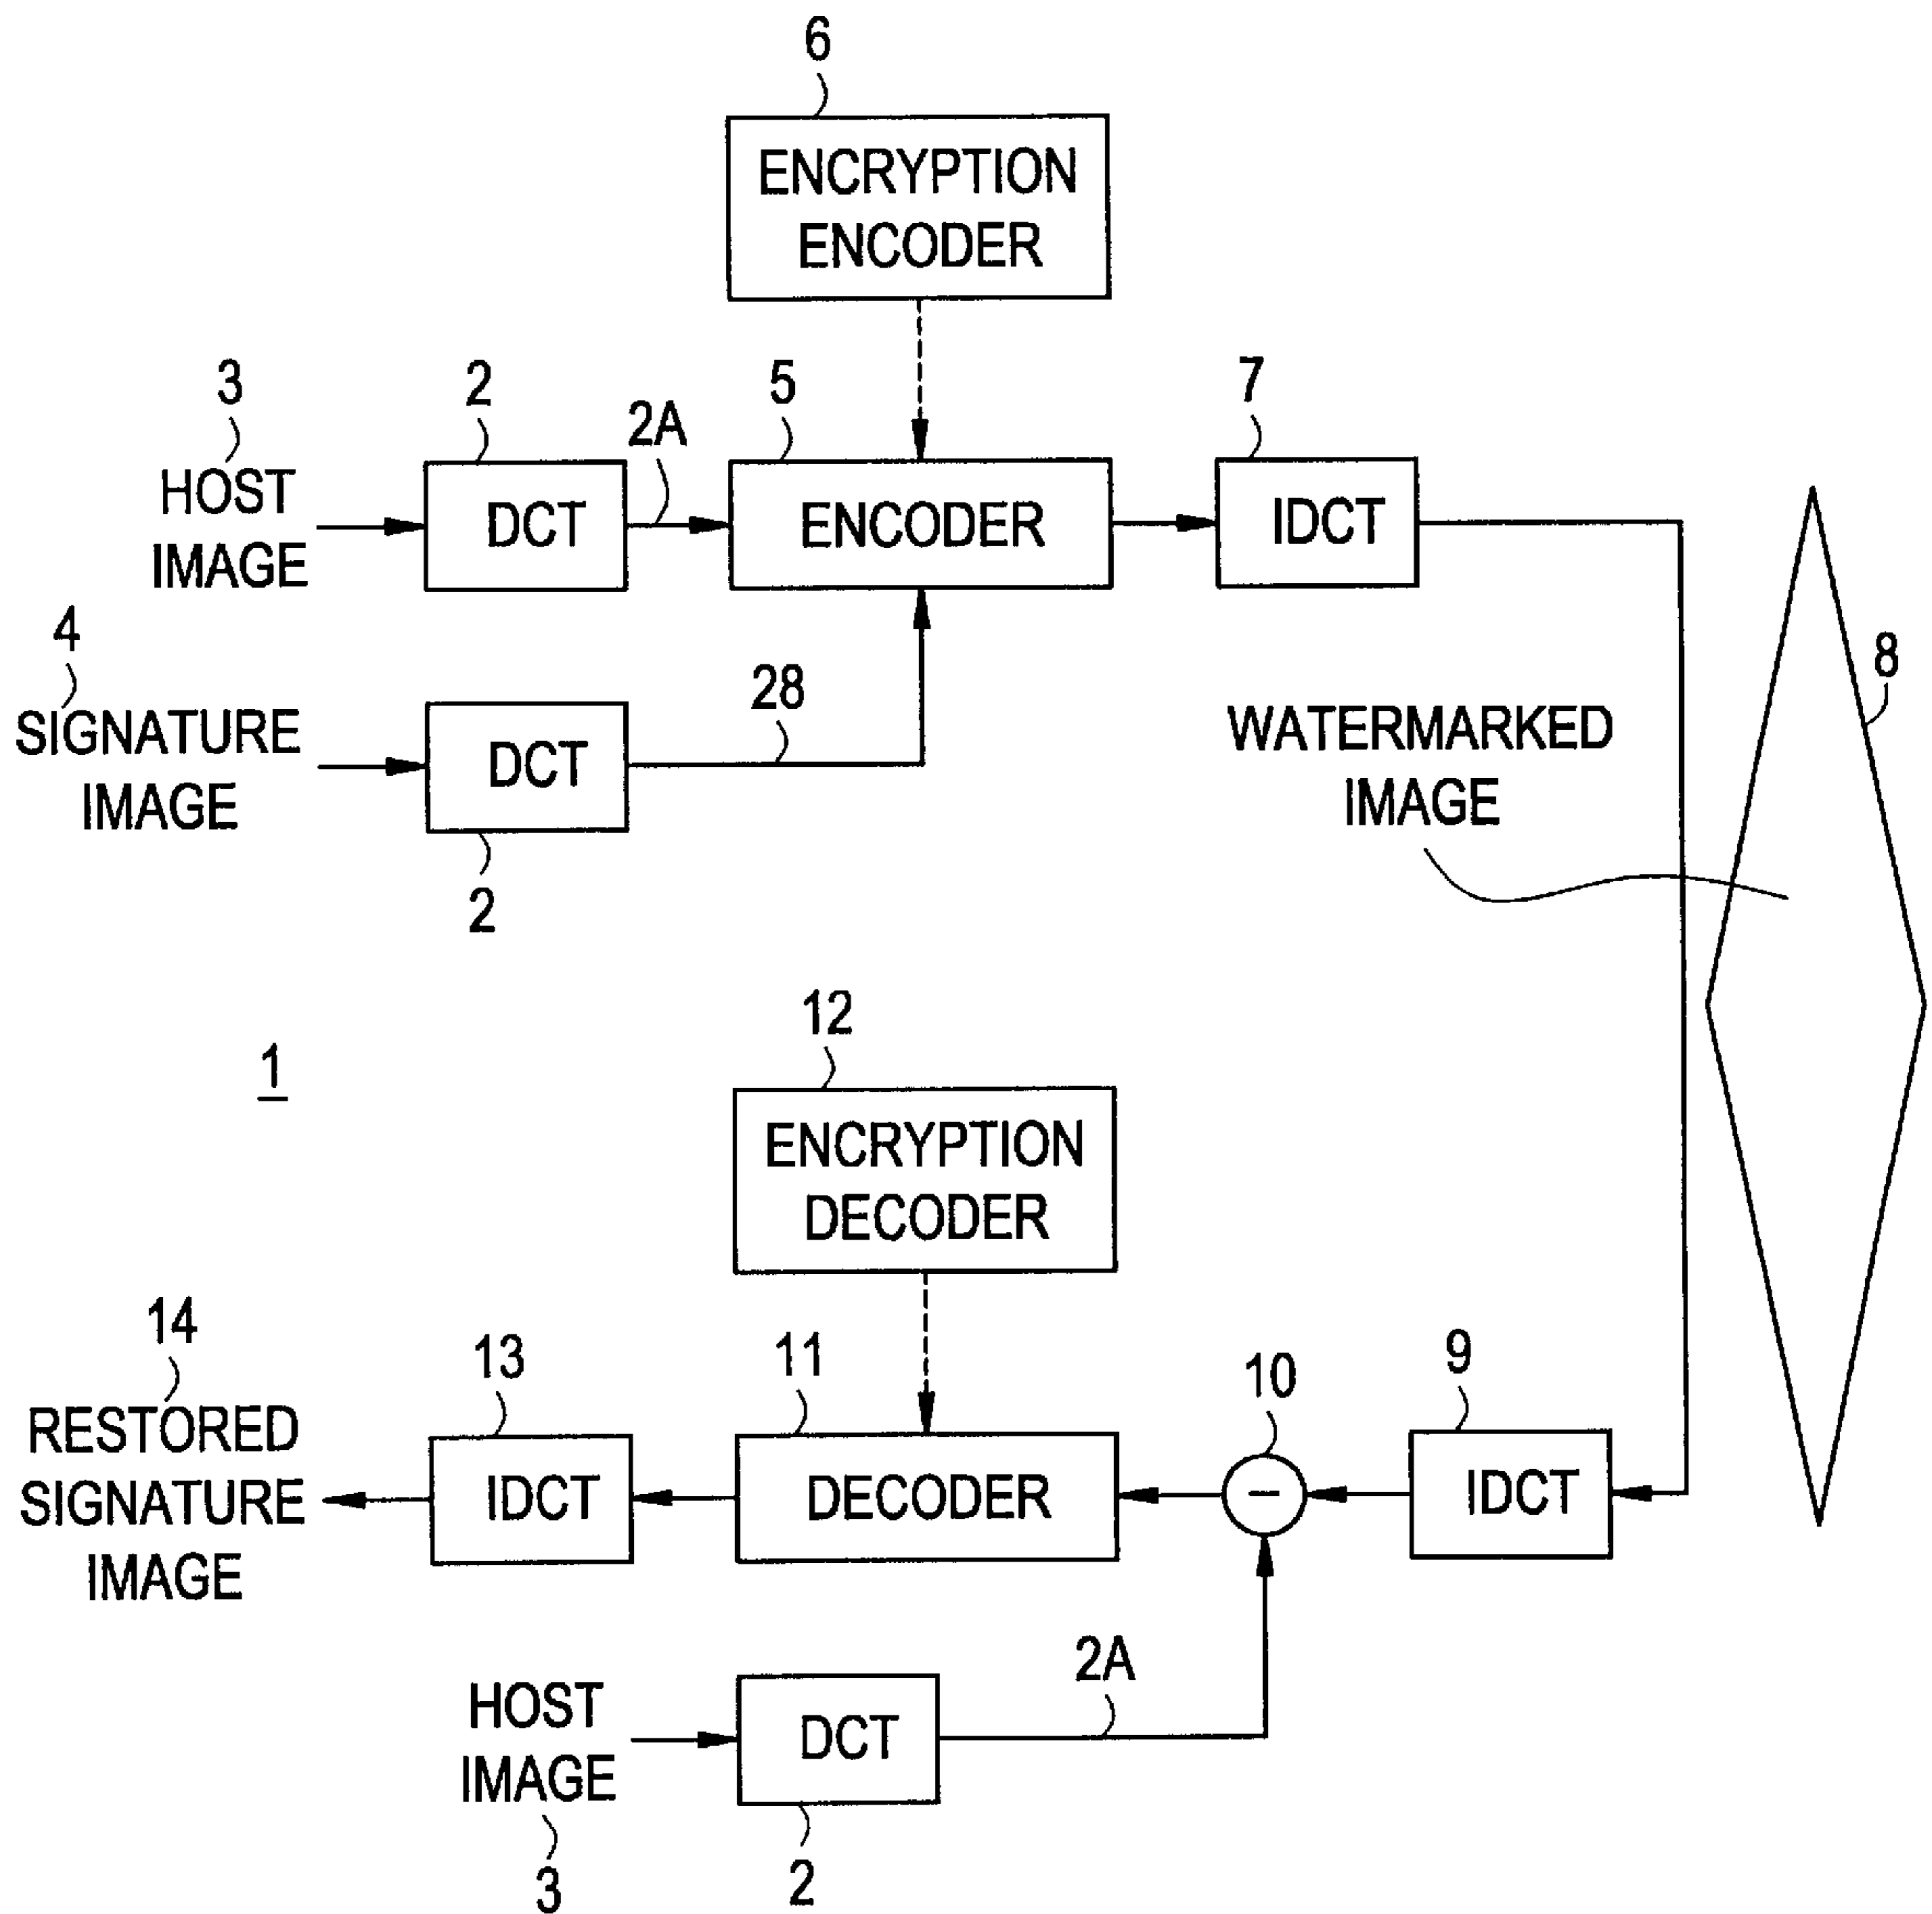 6
ENCRYPTION
ENCODER
3
2
2A
5
7
HOST
IMAGE
DCT
ENCODER
IDCT
4
SIGNATURE
IMAGE
DCT
28
2
WATERMARKED
IMAGE
8
12
1
ENCRYPTION
DECODER
14
13
11
10
9
RESTORED
SIGNATURE
IMAGE
IDCT
DECODER
−
IDCT
HOST
IMAGE
DCT
2A
3
2